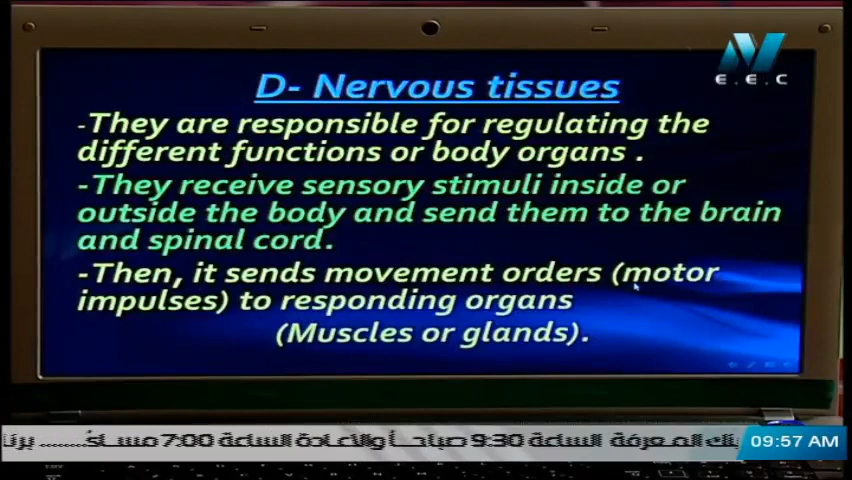 E.E.C
D- Nervous tissues
-They are responsible for regulating the
different functions or body organs .
-They receive sensory stimuli inside or
outside the body and send them to the brain
and spinal cord.
-Then, it sends movement orders (motor
impulses) to responding organs
(Muscles or glands).
بنك المعرفة الساعة 9:30 صباحاً والاعادة الساعة 7:00 مساءً
09:57 AM